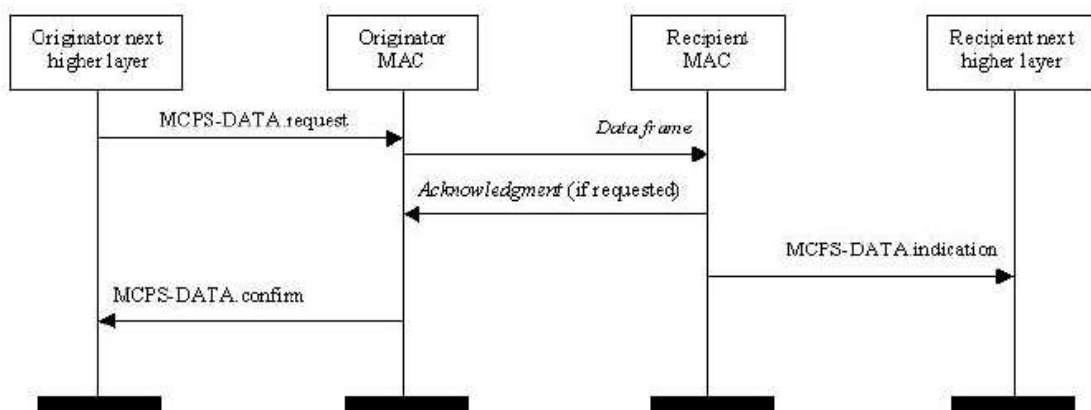 Originator next
higher layer
Originator
MAC
Recipient
MAC
Recipient next
higher layer
MCPS-DATA.request
Data frame
Acknowledgment (if requested)
MCPS-DATA.indication
MCPS-DATA.confirm